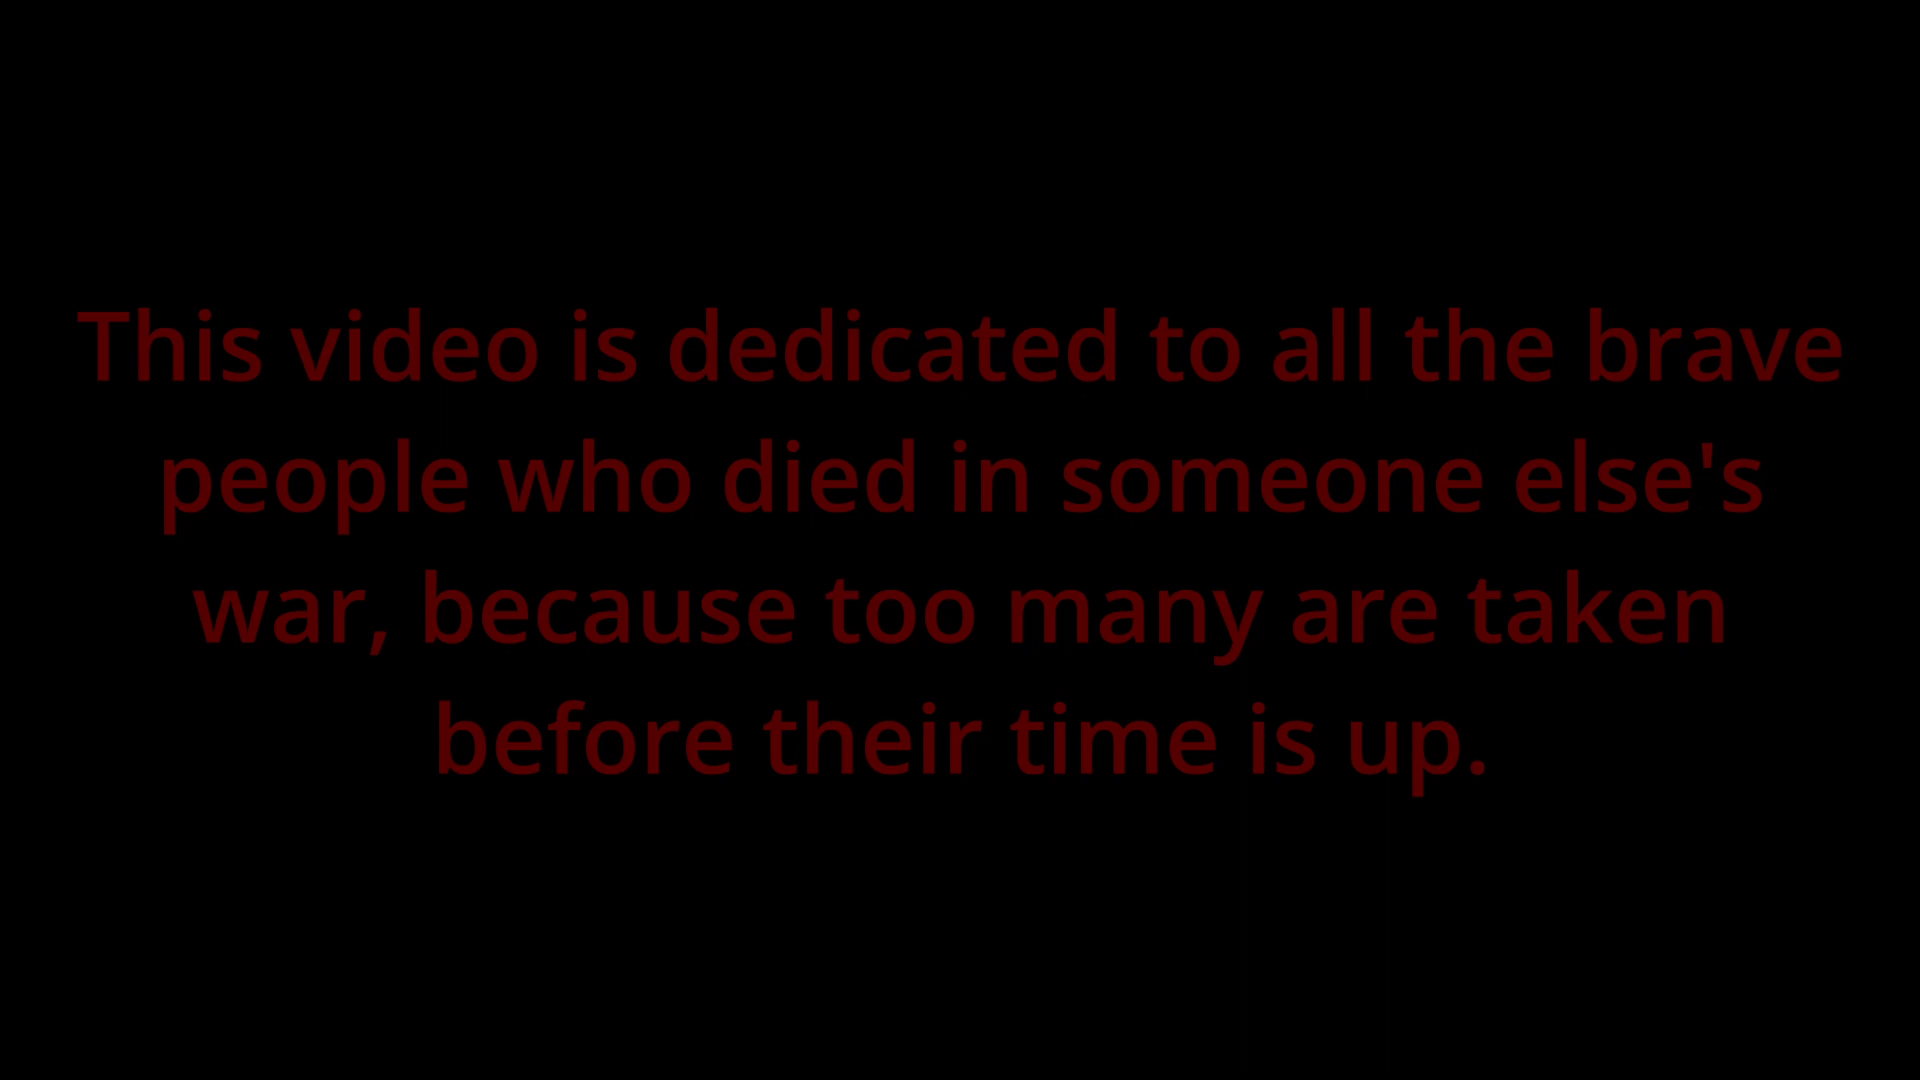 This video is dedicated to all the brave
people who died in someone else's
war, because too many are taken
before their time is up.